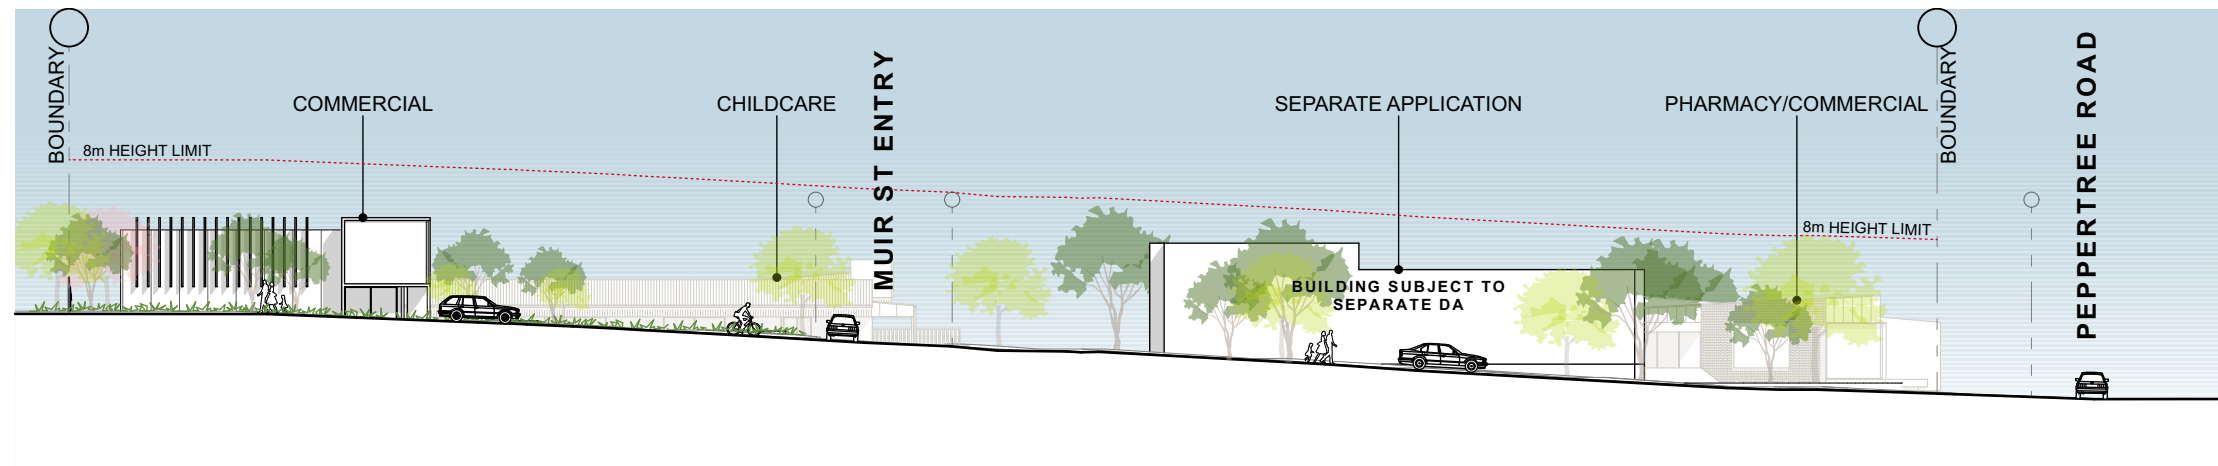 BOUNDARY
8m HEIGHT LIMIT
COMMERCIAL
CHILDCARE
MUIR ST ENTRY
SEPARATE APPLICATION
BUILDING SUBJECT TO
SEPARATE DA
PHARMACY/COMMERCIAL
8m HEIGHT LIMIT
BOUNDARY
PEPPERTREE ROAD